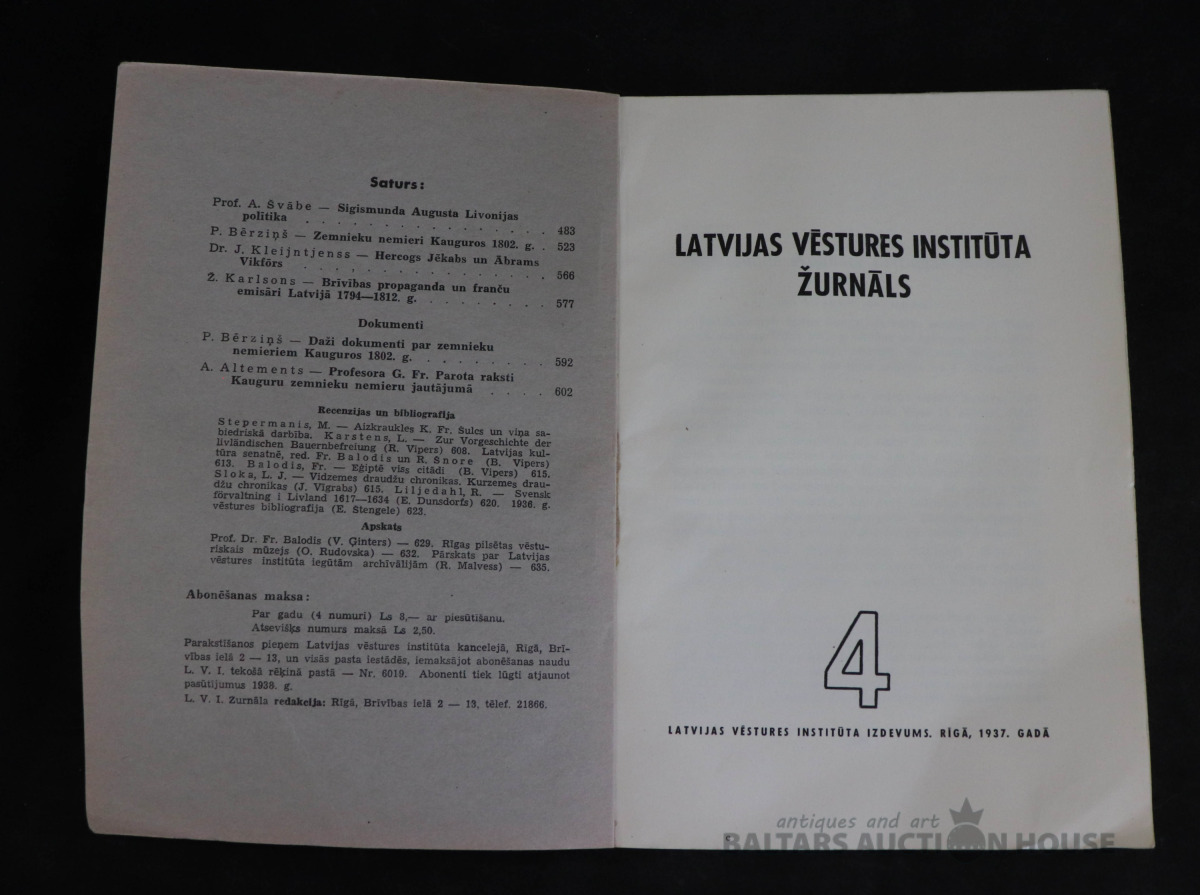 Saturs:
Prof. A. Švābe — Sigismunda Augusta Livonijas
politika . . . . . . . . . . . . . . . . . 483
P. Bērziņš — Zemnieku nemieri Kauguros 1802. g. . 523
Dr. J. Kleijntjenss — Hercogs Jēkabs un Ābrams
Vikfors . . . . . . . . . . . . . . . . . 566
Ž. Karlsons — Brīvības propaganda un franču
emisāri Latvijā 1794—1812. g. . . . . . . . . 577
Dokumenti
P. Bērziņš — Daži dokumenti par zemnieku
nemieriem Kauguros 1802. g. . . . . . . . . 592
A. Altements — Profesora G. Fr. Parota raksti
Kauguru zemnieku nemieru jautājumā . . . . 602
Recenzijas un bibliografija
Stepermanis, M. — Aizkraukles K. Fr. Šulcs un viņa sa-
biedriskā darbība. Karstens, L. — Zur Vorgeschichte der
livländischen Bauernbefreiung (R. Vipers) 608. Latvijas kul-
tūra senatnē, red. Fr. Balodis un R. Šnore (B. Vipers)
613. Balodis, Fr. — Eģiptē viss citādi (B. Vipers) 615.
Sloka, L. J. — Vidzemes draudžu chronikas. Kurzemes drau-
džu chronikas (J. Vīgrabs) 615. Liljedahl, R. — Svensk
förvaltning i Livland 1617—1634 (E. Dunsdorfs) 620. 1936. g.
vēstures bibliografija (E. Štengele) 623.
Apskats
Prof. Dr. Fr. Balodis (V. Ģinters) — 629. Rīgas pilsētas vēstu-
riskais mūzejs (O. Rudovska) — 632. Pārskats par Latvijas
vēstures institūta iegūtām archīvālijām (R. Malvess) — 635.
Abonēšanas maksa:
Par gadu (4 numuri) Ls 8,— ar piesūtīšanu.
Atsevišķs numurs maksā Ls 2,50.
Parakstīšanos pieņem Latvijas vēstures institūta kancelejā, Rīgā, Brī-
vības ielā 2 — 13, un visās pasta iestādēs, iemaksājot abonēšanas naudu
L. V. I. tekošā rēķinā pastā — Nr. 6019. Abonenti tiek lūgti atjaunot
pasūtījumus 1938. g.
L. V. I. Zurnāla redakcija: Rīgā, Brīvības ielā 2 — 13, tēlef. 21866.
LATVIJAS VĒSTURES INSTITŪTA
ŽURNĀLS
4
LATVIJAS VĒSTURES INSTITŪTA IZDEVUMS. RĪGĀ, 1937. GADĀ
antiques and art
BALTARS AUCTION HOUSE